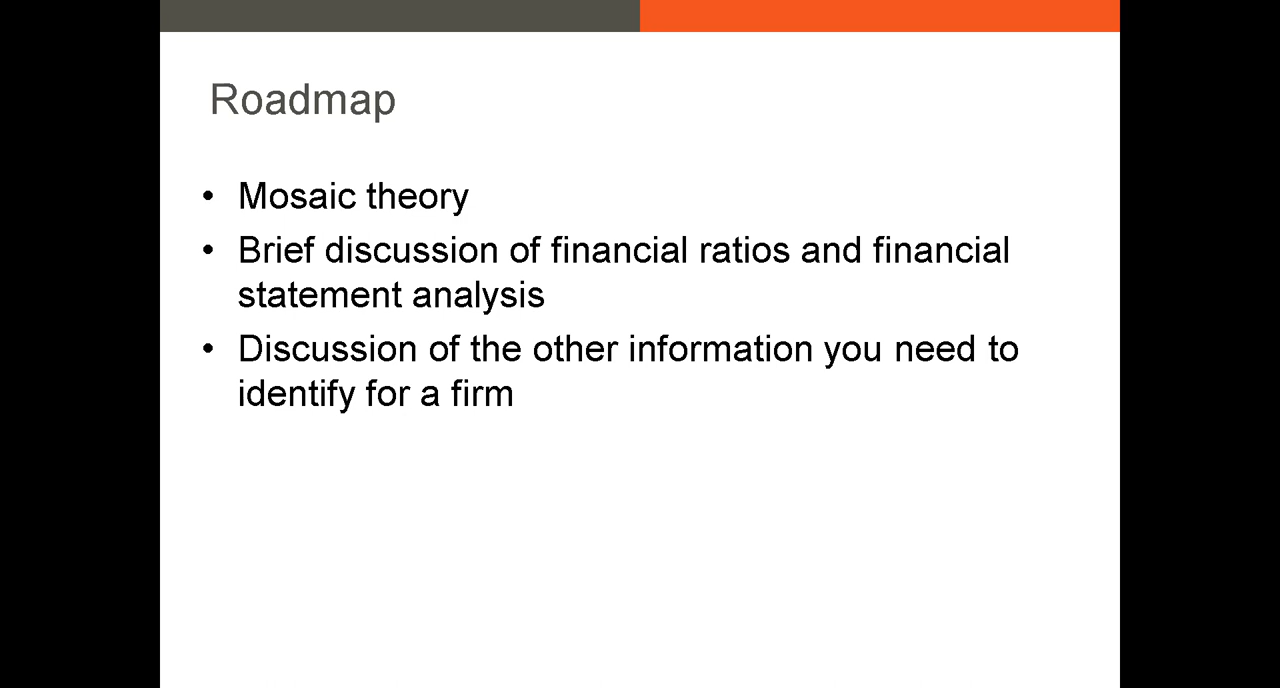 Roadmap
• Mosaic theory
• Brief discussion of financial ratios and financial
statement analysis
• Discussion of the other information you need to
identify for a firm